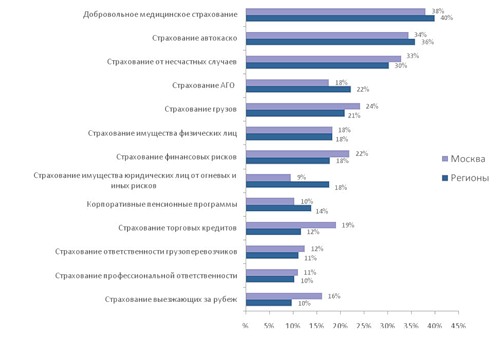 Добровольное медицинское страхование
38%
40%
Страхование автокаско
34%
36%
Страхование от несчастных случаев
33%
30%
Страхование АГО
18%
22%
Страхование грузов
24%
21%
Страхование имущества физических лиц
18%
18%
Страхование финансовых рисков
22%
18%
Страхование имущества юридических лиц от огневых и
иных рисков
9%
18%
Корпоративные пенсионные программы
10%
14%
Страхование торговых кредитов
19%
12%
Страхование ответственности грузоперевозчиков
12%
11%
Страхование профессиональной ответственности
11%
10%
Страхование выезжающих за рубеж
16%
10%
Москва
Регионы
% 5% 10% 15% 20% 25% 30% 35% 40% 45%